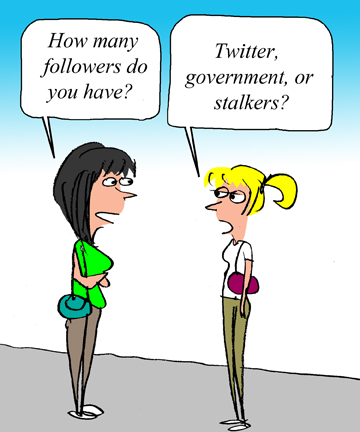 How many
followers do
you have?
Twitter,
government, or
stalkers?